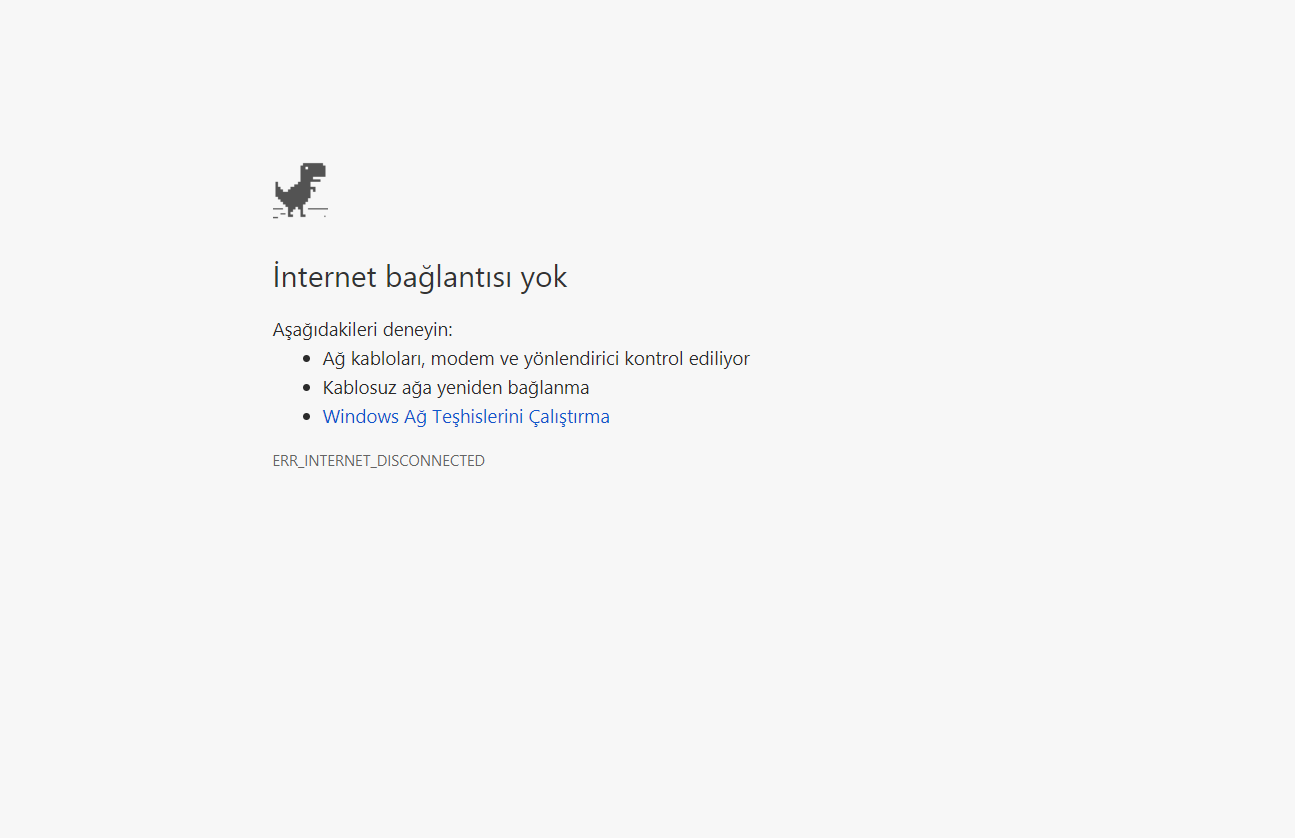 İnternet bağlantısı yok
Aşağıdakileri deneyin:
Ağ kabloları, modem ve yönlendirici kontrol ediliyor
Kablosuz ağa yeniden bağlanma
Windows Ağ Teşhislerini Çalıştırma
ERR_INTERNET_DISCONNECTED